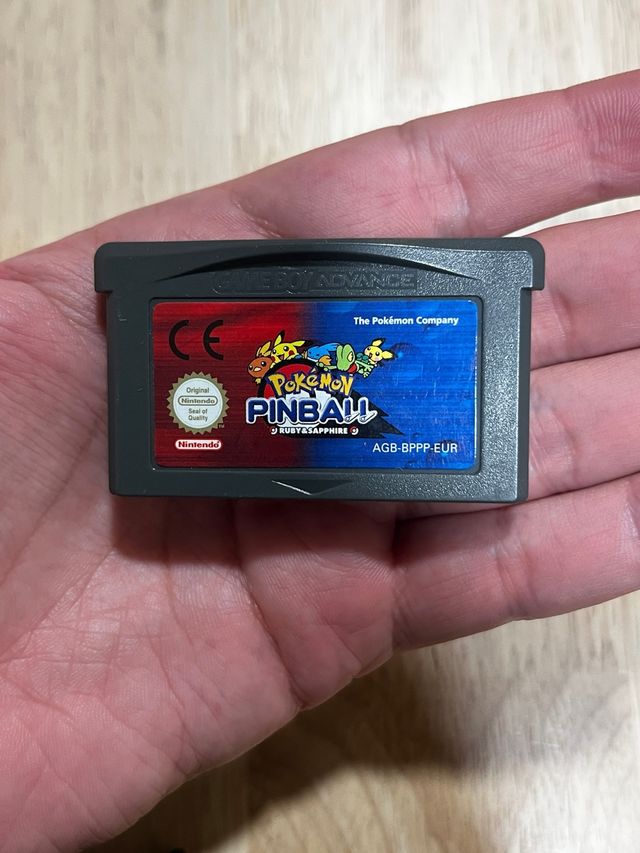 GAME BOY ADVANCE
CE
The Pokémon Company
Original
Nintendo
Seal of
Quality
POKéMON
PINBALL
RUBY & SAPPHIRE
Nintendo
AGB-BPPP-EUR